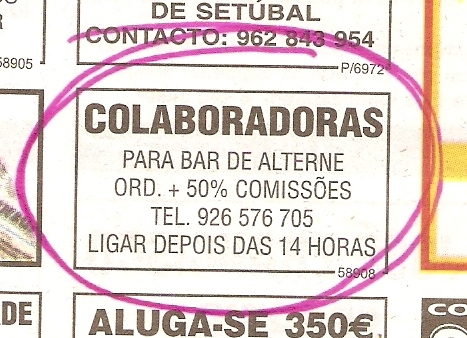 DE SETÚBAL
CONTACTO: 962 843 954
58905
P/6972
COLABORADORAS
PARA BAR DE ALTERNE
ORD. + 50% COMISSÕES
TEL. 926 576 705
LIGAR DEPOIS DAS 14 HORAS
58908
DE
ALUGA-SE 350€
CO